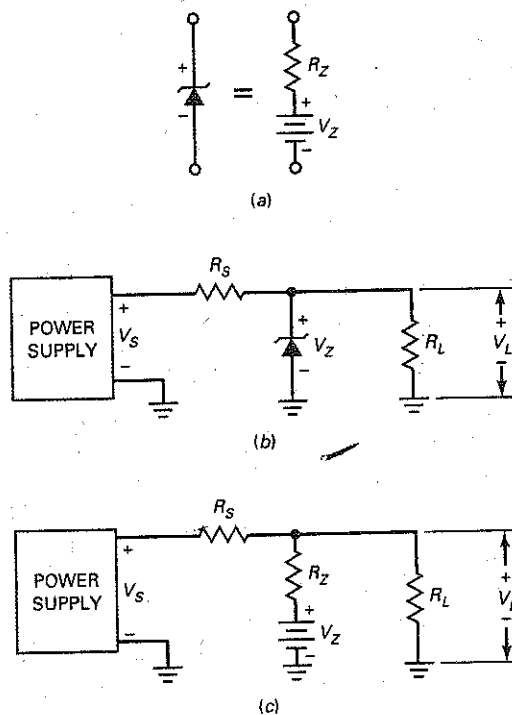 +
-
=
R_Z
+
V_Z
-
(a)
POWER
SUPPLY
+
V_S
-
R_S
+
V_Z
-
R_L
+
V_L
-
(b)
POWER
SUPPLY
+
V_S
-
R_S
R_Z
+
V_Z
-
R_L
+
V_L
-
(c)